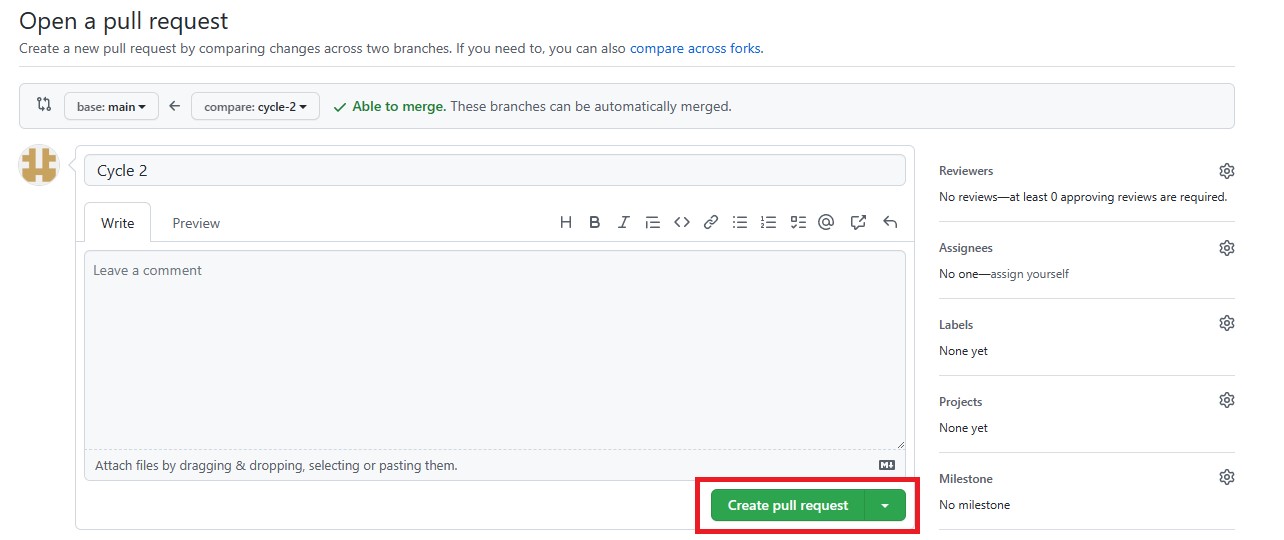 Open a pull request
Create a new pull request by comparing changes across two branches. If you need to, you can also compare across forks.
base: main
compare: cycle-2
Able to merge. These branches can be automatically merged.
Cycle 2
Write
Preview
Leave a comment
Attach files by dragging & dropping, selecting or pasting them.
Create pull request
Reviewers
No reviews—at least 0 approving reviews are required.
Assignees
No one—assign yourself
Labels
None yet
Projects
None yet
Milestone
No milestone